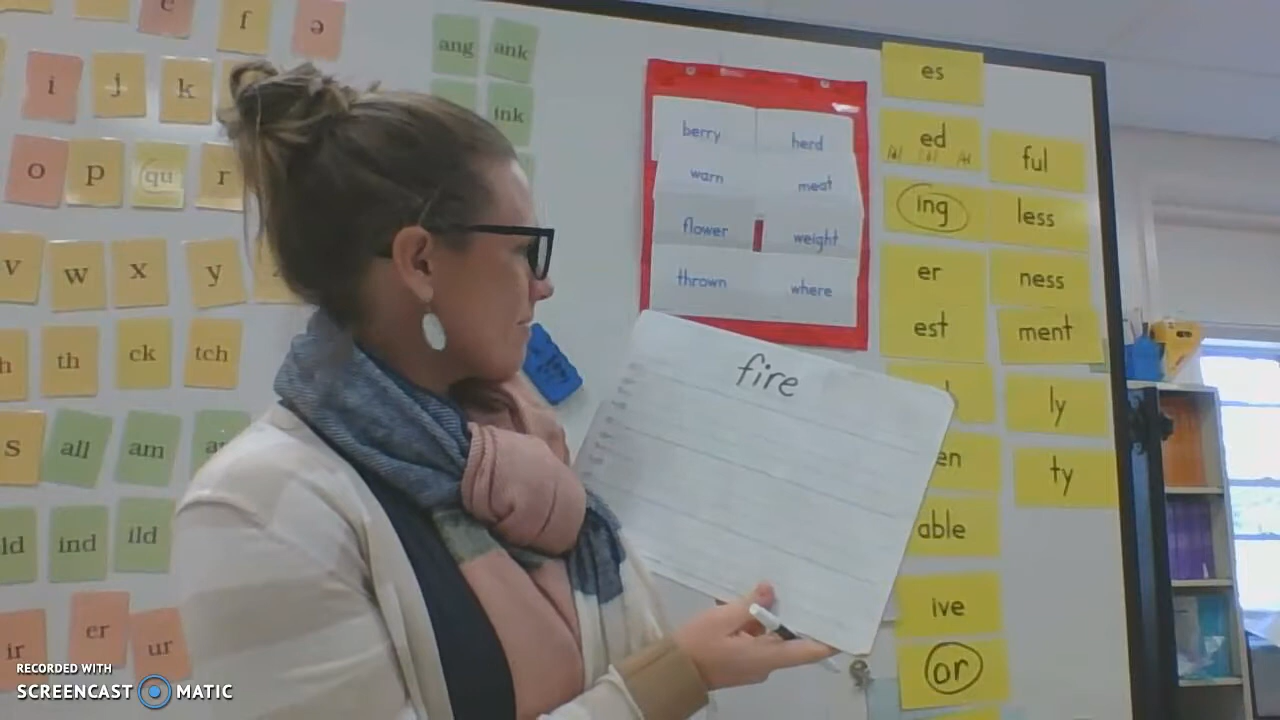 e f ə
i j k
o p qu r
v w x y
th ck tch
s all am
ind ild
ir er ur
ang ank
ink
berry herd
warn meat
flower weight
thrown where
fire
es
ed
ing
er
est
en
able
ive
or
ful
less
ness
ment
ly
ty
RECORDED WITH
SCREENCAST MATIC